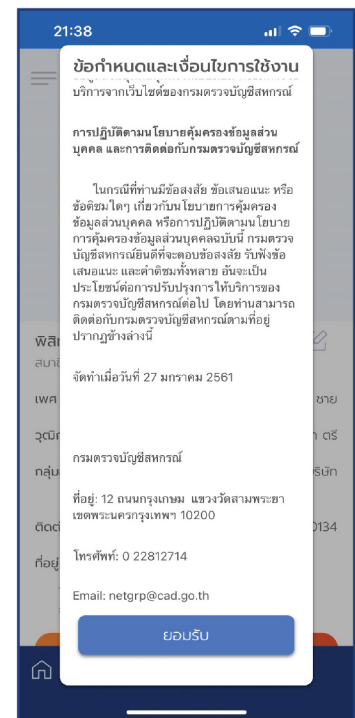 21:38
ข้อกำหนดและเงื่อนไขการใช้งาน
บริการจากเว็บไซต์ของกรมตรวจบัญชีสหกรณ์
การปฏิบัติตามนโยบายคุ้มครองข้อมูลส่วน
บุคคล และการติดต่อกับกรมตรวจบัญชีสหกรณ์
ในกรณีที่ท่านมีข้อสงสัย ข้อเสนอแนะ หรือ
ข้อติชมใดๆ เกี่ยวกับนโยบายการคุ้มครอง
ข้อมูลส่วนบุคคล หรือการปฏิบัติตามนโยบาย
การคุ้มครองข้อมูลส่วนบุคคลฉบับนี้ กรมตรวจ
บัญชีสหกรณ์ยินดีที่จะตอบข้อสงสัย รับฟังข้อ
เสนอแนะ และคำติชมทั้งหลาย อันจะเป็น
ประโยชน์ต่อการปรับปรุงการให้บริการของ
กรมตรวจบัญชีสหกรณ์ต่อไป โดยท่านสามารถ
ติดต่อกับกรมตรวจบัญชีสหกรณ์ตามที่อยู่
ปรากฏข้างล่างนี้
จัดทำเมื่อวันที่ 27 มกราคม 2561
เพศ ชาย
กรมตรวจบัญชีสหกรณ์
ที่อยู่: 12 ถนนกรุงเกษม แขวงวัดสามพระยา
เขตพระนครกรุงเทพฯ 10200
0134
โทรศัพท์: 0 22812714
ที่อยู่
Email: netgrp@cad.go.th
ยอมรับ